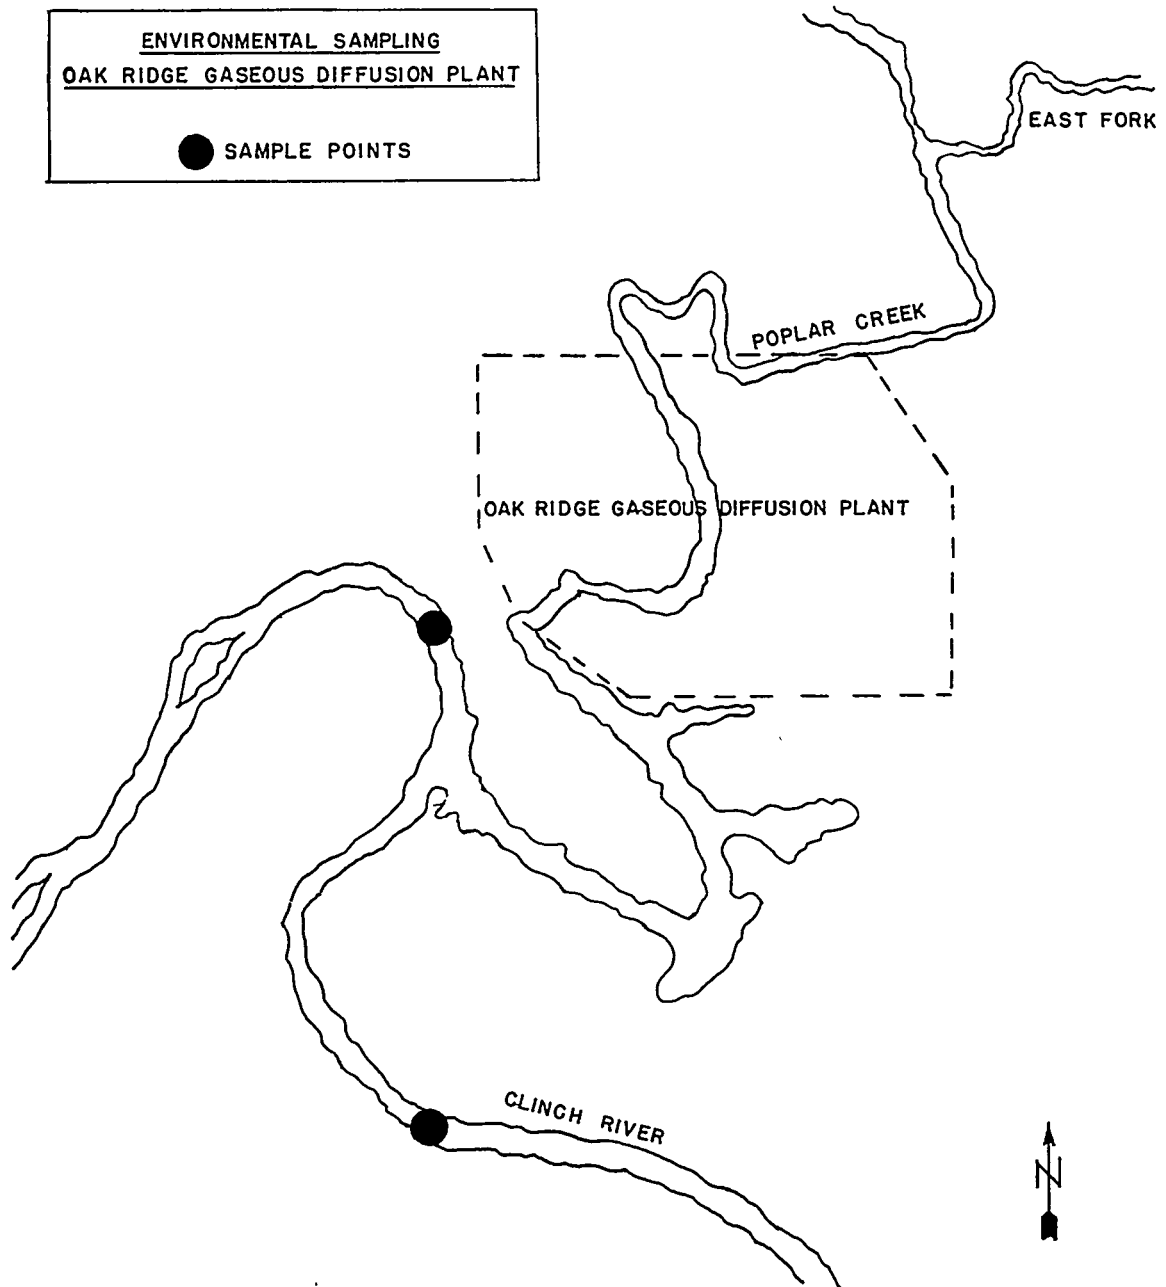 ENVIRONMENTAL SAMPLING
OAK RIDGE GASEOUS DIFFUSION PLANT
SAMPLE POINTS
EAST FORK
POPLAR CREEK
OAK RIDGE GASEOUS DIFFUSION PLANT
CLINCH RIVER
N